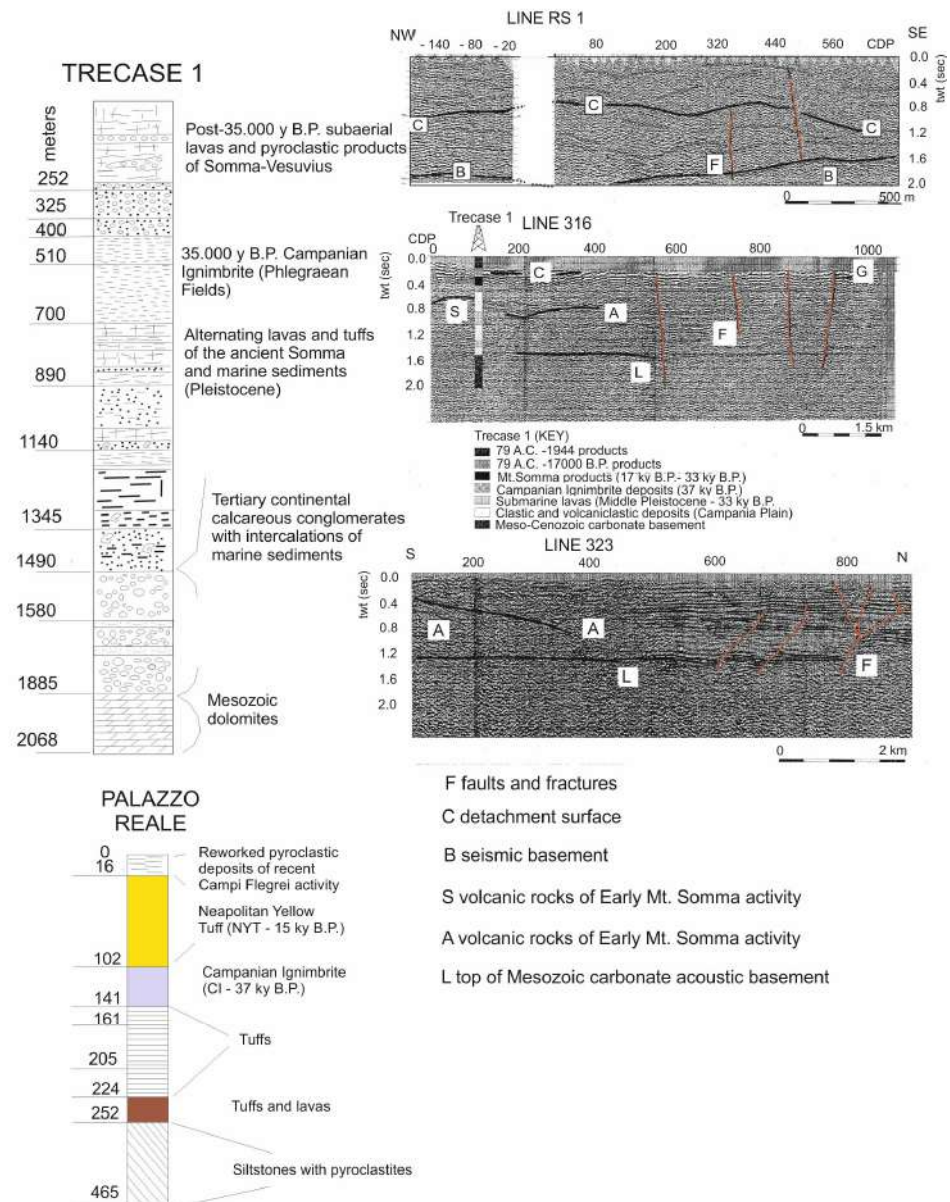 TRECASE 1
meters
252
325
400
510
700
890
1140
1345
1490
1580
1885
2068
Post-35.000 y B.P. subaerial
lavas and pyroclastic products
of Somma-Vesuvius
35.000 y B.P. Campanian
Ignimbrite (Phlegraean
Fields)
Alternating lavas and tuffs
of the ancient Somma
and marine sediments
(Pleistocene)
Tertiary continental
calcareous conglomerates
with intercalations of
marine sediments
Mesozoic
dolomites
LINE RS 1
NW
SE
- 140 - 80 - 20 80 200 320 440 560 CDP
0.0
0.8
1.2
1.6
2.0
twt (sec)
C
C
C
B
B
F
0 500 m
Trecase 1
LINE 316
CDP 200 400 600 800 1000
twt (sec)
0.0
0.4
0.8
1.2
1.6
2.0
C
G
S
A
F
L
0 1.5 km
Trecase 1 (KEY)
79 A.C. -1944 products
79 A.C. -17000 B.P. products
Mt.Somma products (17 ky B.P.- 33 ky B.P.)
Campanian Ignimbrite deposits (37 ky B.P.)
Submarine lavas (Middle Pleistocene - 33 ky B.P.
Clastic and volcaniclastic deposits (Campania Plain)
Meso-Cenozoic carbonate basement
LINE 323
S 200 400 600 800 N
twt (sec)
0.0
0.4
0.8
1.2
1.6
2.0
A
A
L
F
0 2 km
F faults and fractures
C detachment surface
B seismic basement
S volcanic rocks of Early Mt. Somma activity
A volcanic rocks of Early Mt. Somma activity
L top of Mesozoic carbonate acoustic basement
PALAZZO
REALE
0
16
102
141
161
205
224
252
465
Reworked pyroclastic
deposits of recent
Campi Flegrei activity
Neapolitan Yellow
Tuff (NYT - 15 ky B.P.)
Campanian Ignimbrite
(CI - 37 ky B.P.)
Tuffs
Tuffs and lavas
Siltstones with pyroclastites